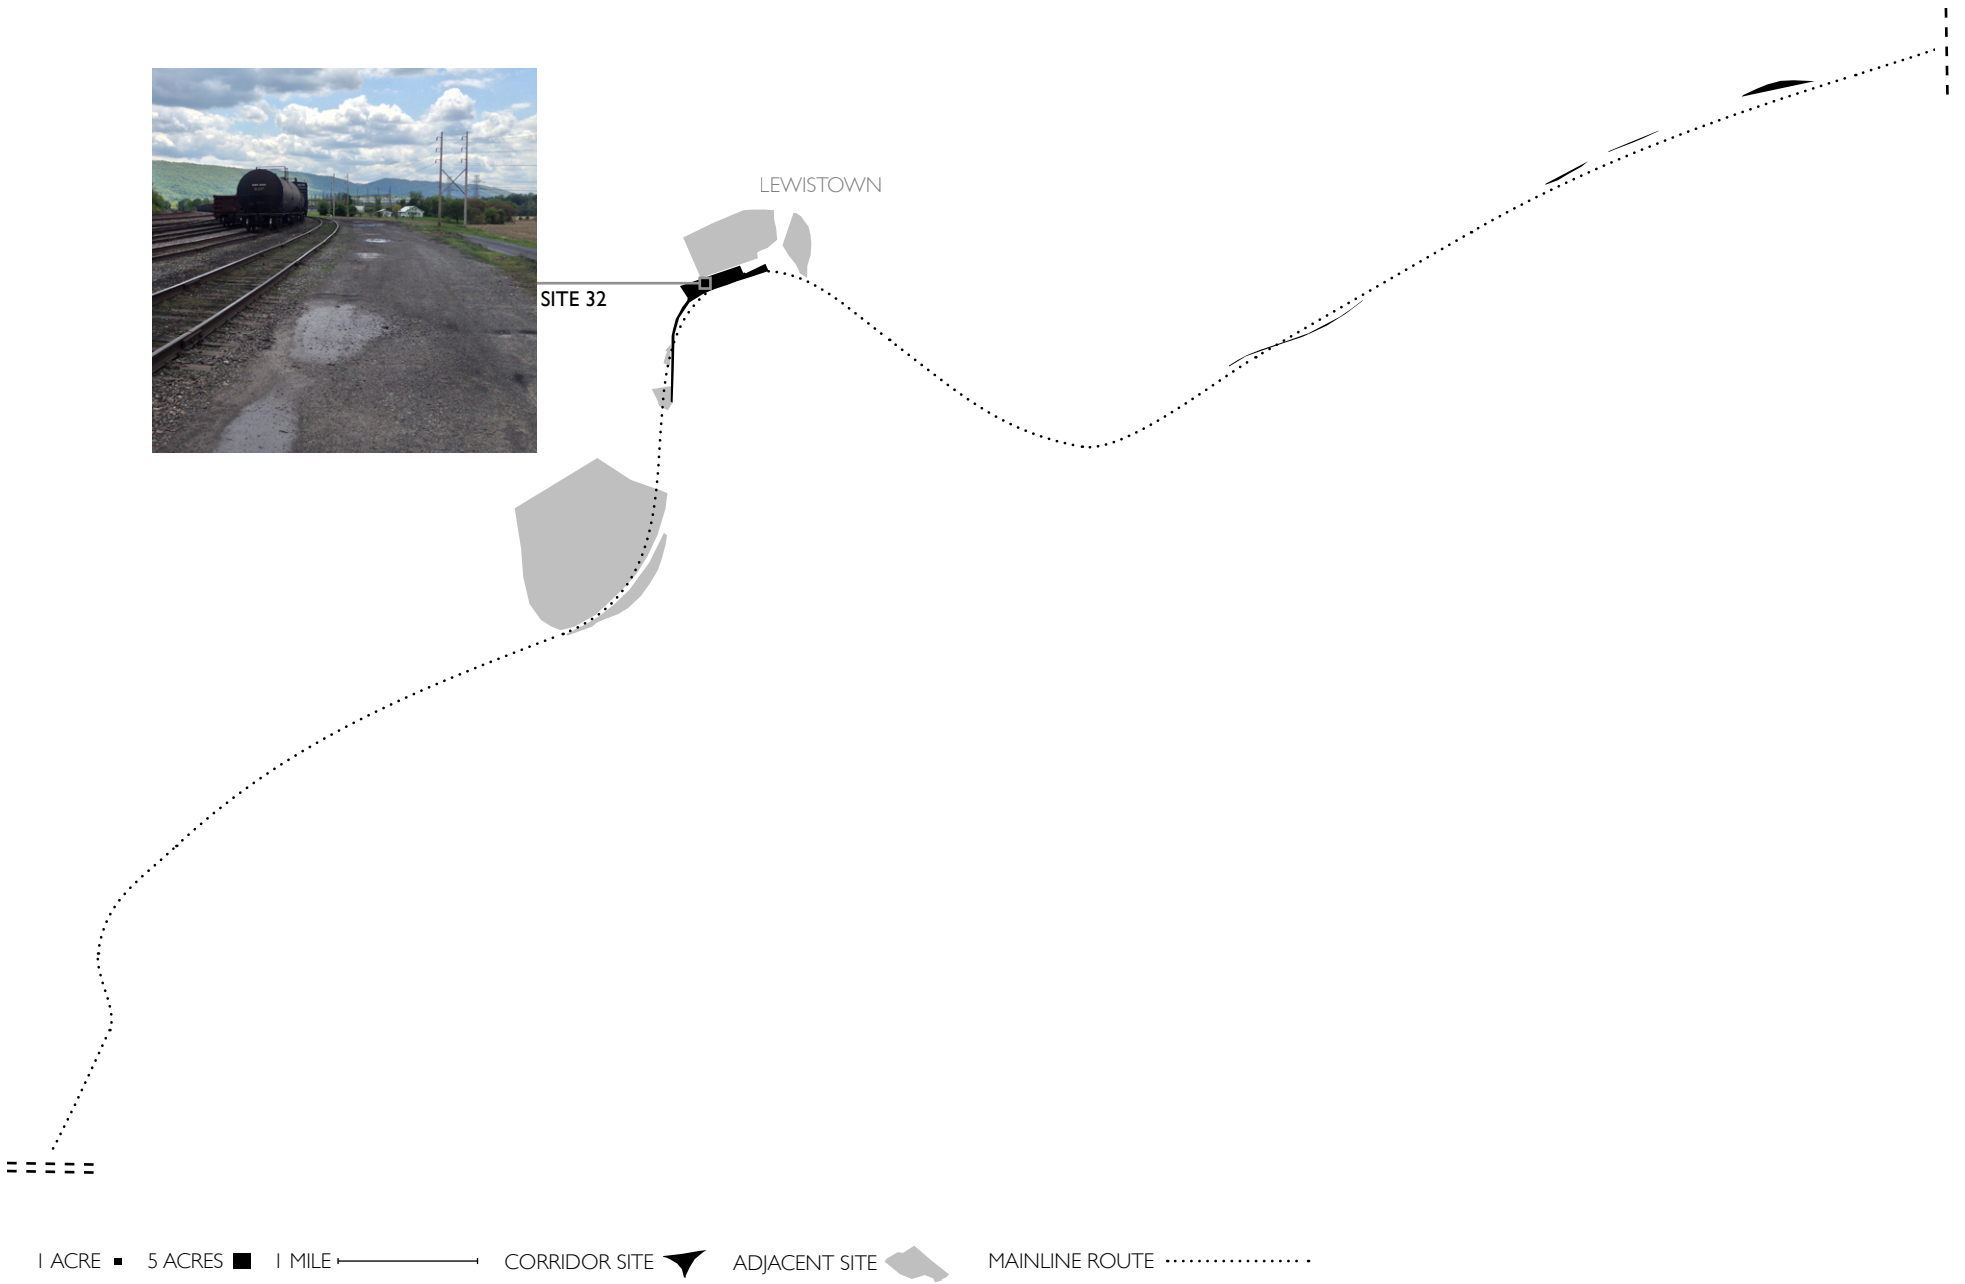 LEWISTOWN
SITE 32
1 ACRE
5 ACRES
1 MILE
CORRIDOR SITE
ADJACENT SITE
MAINLINE ROUTE